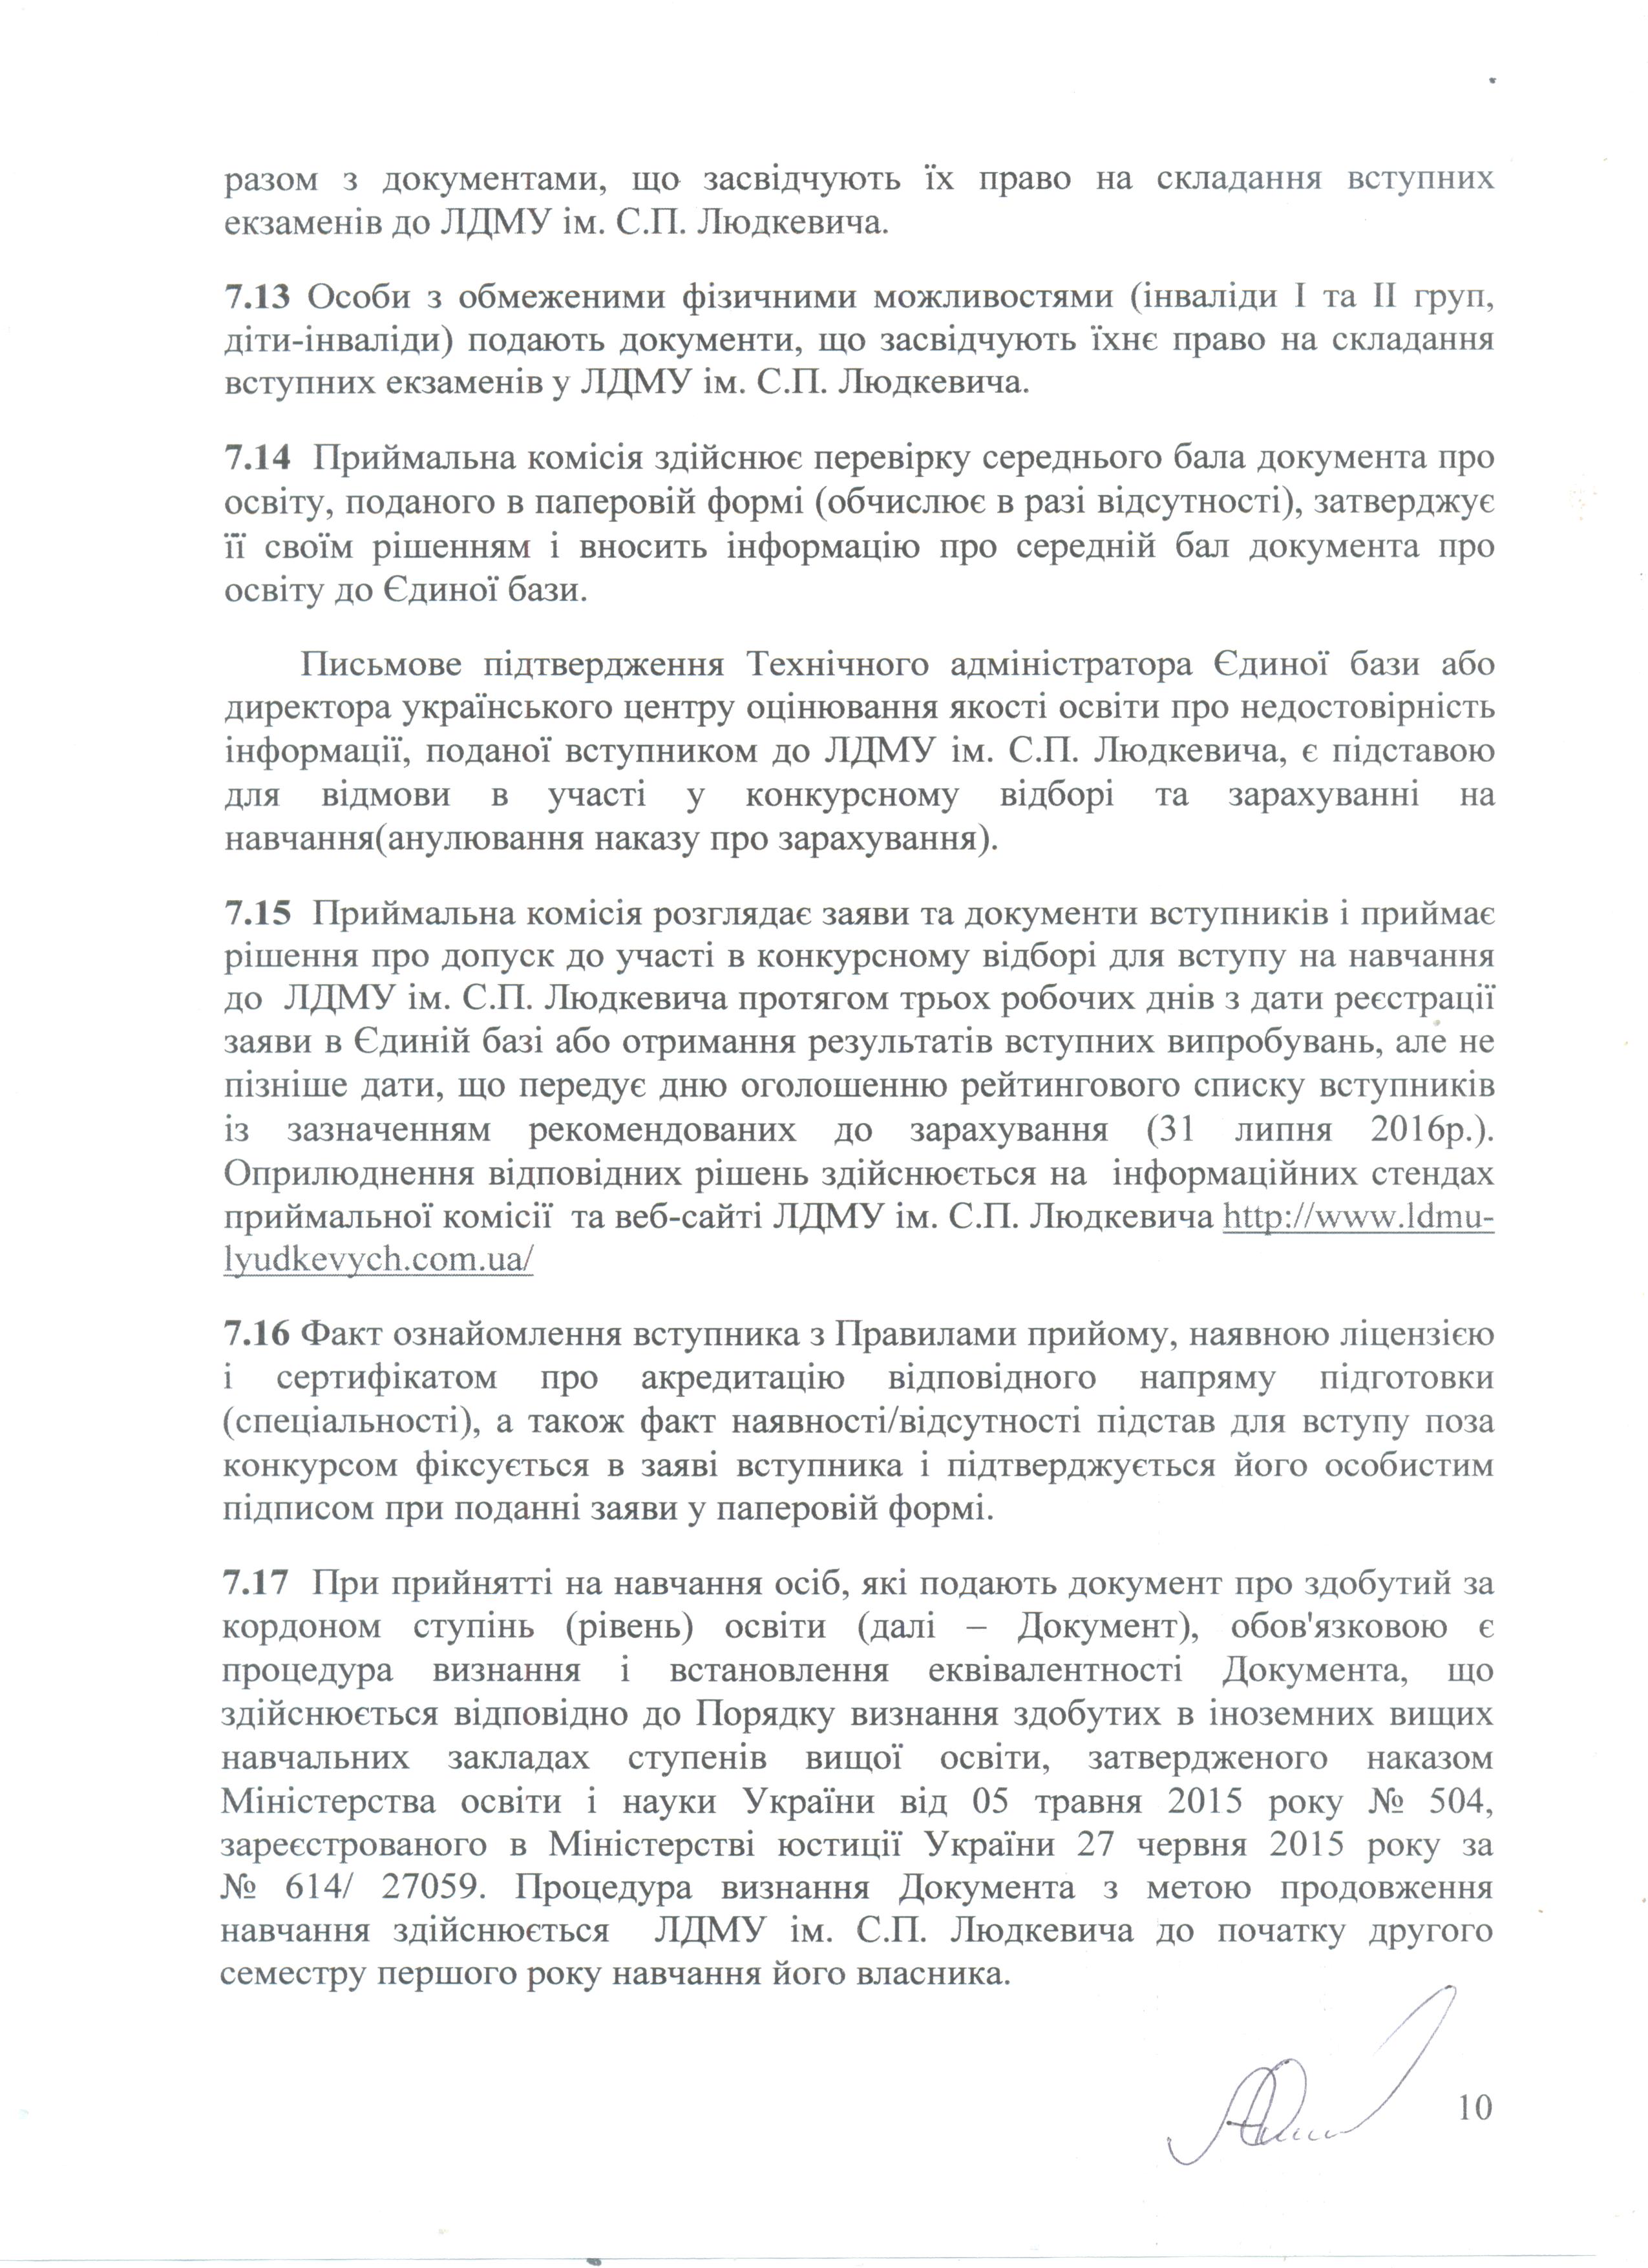 разом з документами, що засвідчують їх право на складання вступних
екзаменів до ЛДМУ ім. С.П. Людкевича.
7.13 Особи з обмеженими фізичними можливостями (інваліди І та ІІ груп,
діти-інваліди) подають документи, що засвідчують їхнє право на складання
вступних екзаменів у ЛДМУ ім. С.П. Людкевича.
7.14 Приймальна комісія здійснює перевірку середнього бала документа про
освіту, поданого в паперовій формі (обчислює в разі відсутності), затверджує
її своїм рішенням і вносить інформацію про середній бал документа про
освіту до Єдиної бази.
Письмове підтвердження Технічного адміністратора Єдиної бази або
директора українського центру оцінювання якості освіти про недостовірність
інформації, поданої вступником до ЛДМУ ім. С.П. Людкевича, є підставою
для відмови в участі у конкурсному відборі та зарахуванні на
навчання(анулювання наказу про зарахування).
7.15 Приймальна комісія розглядає заяви та документи вступників і приймає
рішення про допуск до участі в конкурсному відборі для вступу на навчання
до ЛДМУ ім. С.П. Людкевича протягом трьох робочих днів з дати реєстрації
заяви в Єдиній базі або отримання результатів вступних випробувань, але не
пізніше дати, що передує дню оголошенню рейтингового списку вступників
із зазначенням рекомендованих до зарахування (31 липня 2016р.).
Оприлюднення відповідних рішень здійснюється на інформаційних стендах
приймальної комісії та веб-сайті ЛДМУ ім. С.П. Людкевича http://www.ldmu-
lyudkevych.com.ua/
7.16 Факт ознайомлення вступника з Правилами прийому, наявною ліцензією
і сертифікатом про акредитацію відповідного напряму підготовки
(спеціальності), а також факт наявності/відсутності підстав для вступу поза
конкурсом фіксується в заяві вступника і підтверджується його особистим
підписом при поданні заяви у паперовій формі.
7.17 При прийнятті на навчання осіб, які подають документ про здобутий за
кордоном ступінь (рівень) освіти (далі – Документ), обов'язковою є
процедура визнання і встановлення еквівалентності Документа, що
здійснюється відповідно до Порядку визнання здобутих в іноземних вищих
навчальних закладах ступенів вищої освіти, затвердженого наказом
Міністерства освіти і науки України від 05 травня 2015 року № 504,
зареєстрованого в Міністерстві юстиції України 27 червня 2015 року за
№ 614/ 27059. Процедура визнання Документа з метою продовження
навчання здійснюється ЛДМУ ім. С.П. Людкевича до початку другого
семестру першого року навчання його власника.
10